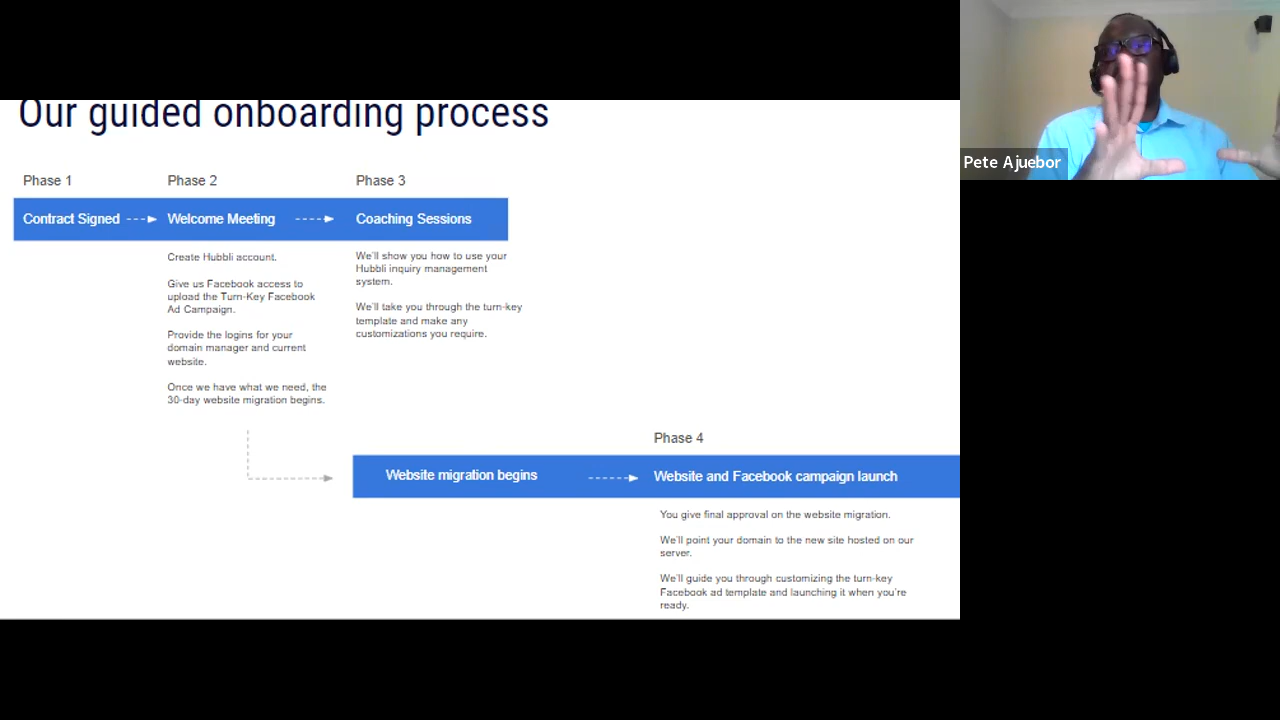 Our guided onboarding process
Phase 1
Phase 2
Phase 3
Contract Signed
Welcome Meeting
Coaching Sessions
Create Hubbli account.
Give us Facebook access to
upload the Turn-Key Facebook
Ad Campaign.
Provide the logins for your
domain manager and current
website.
Once we have what we need, the
30-day website migration begins.
We'll show you how to use your
Hubbli inquiry management
system.
We'll take you through the turn-key
template and make any
customizations you require.
Phase 4
Website migration begins
Website and Facebook campaign launch
You give final approval on the website migration.
We'll point your domain to the new site hosted on our
server.
We'll guide you through customizing the turn-key
Facebook ad template and launching it when you're
ready.
Pete Ajuebor